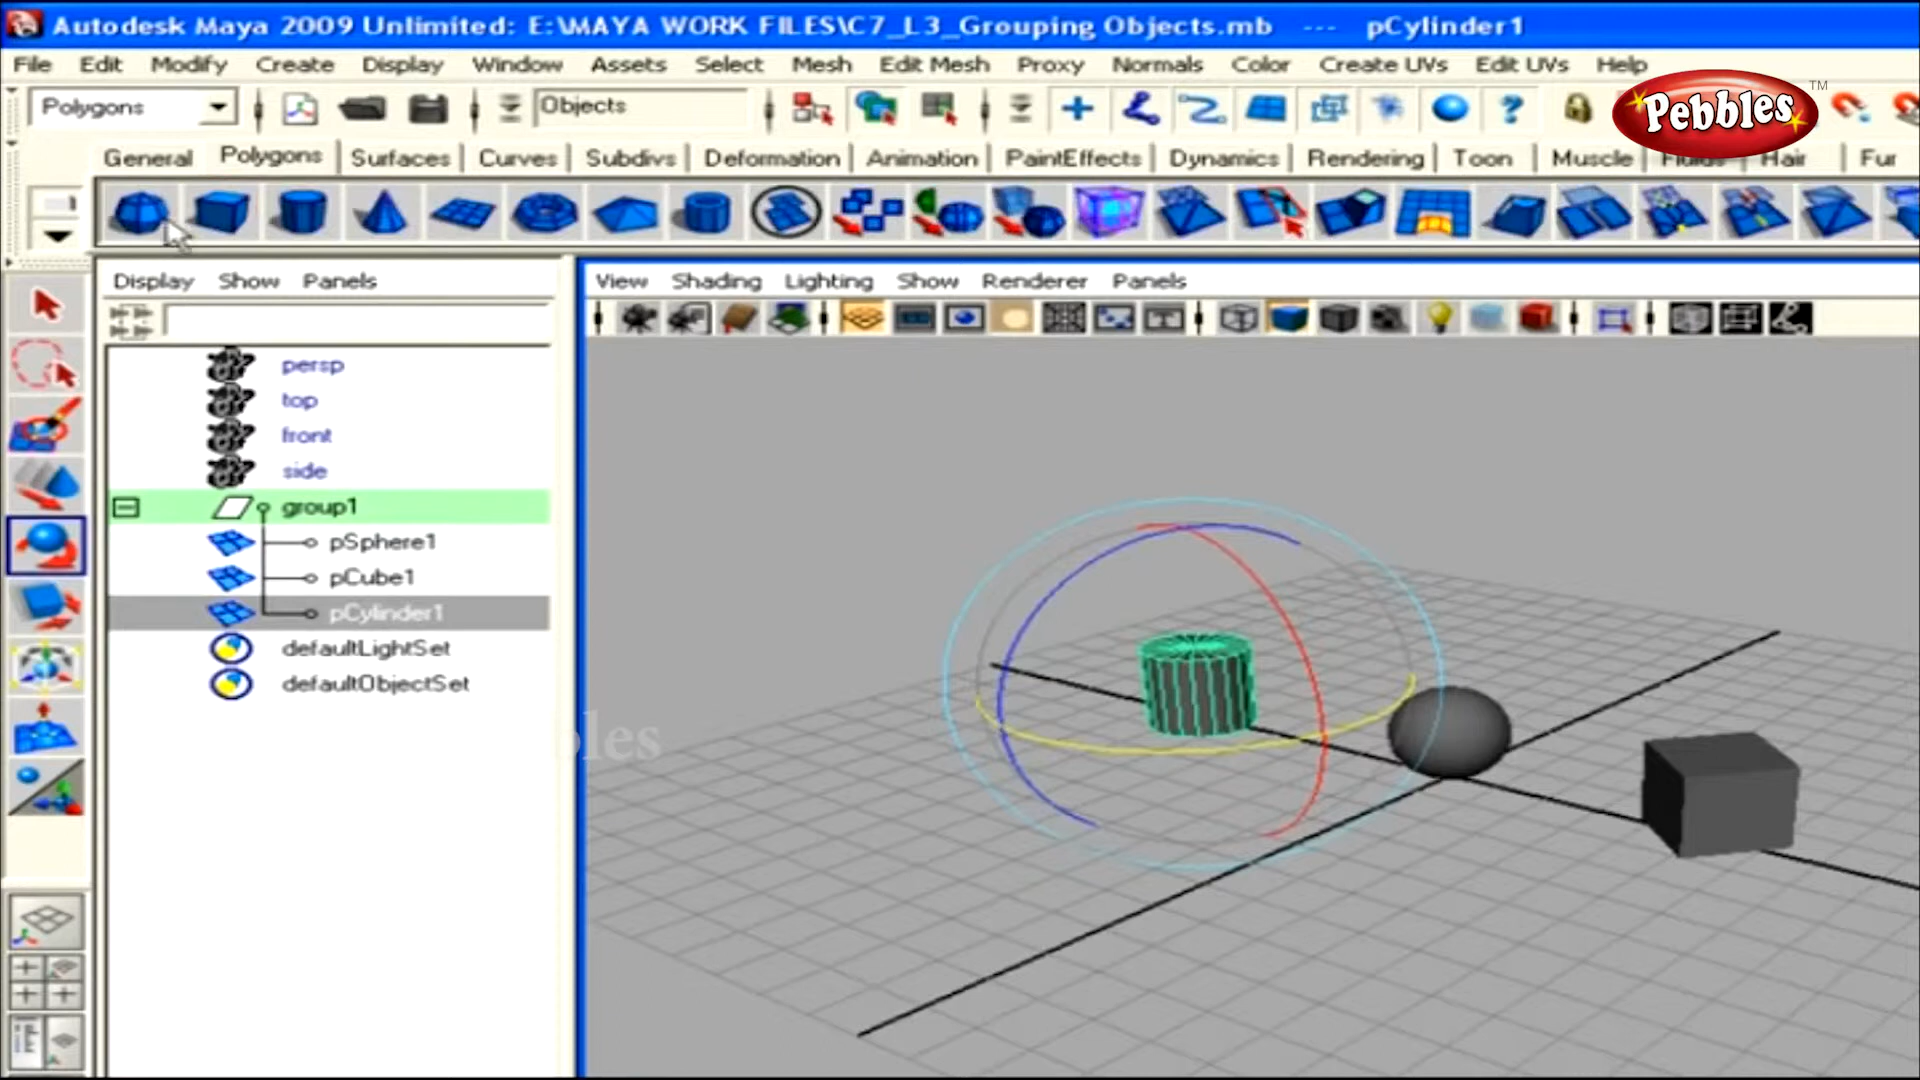 Autodesk Maya 2009 Unlimited: E:\MAYA WORK FILES\C7_L3_Grouping Objects.mb --- pCylinder1
File Edit Modify Create Display Window Assets Select Mesh Edit Mesh Proxy Normals Color Create UVs Edit UVs Help
Polygons Objects
Pebbles TM
General Polygons Surfaces Curves Subdivs Deformation Animation PaintEffects Dynamics Rendering Toon Muscle Fluids Hair Fur
Display Show Panels
View Shading Lighting Show Renderer Panels
persp
top
front
side
group1
pSphere1
pCube1
pCylinder1
defaultLightSet
defaultObjectSet
bles